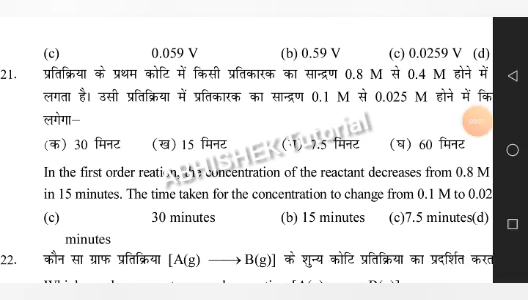 (c) 0.059 V (b) 0.59 V (c) 0.0259 V (d)
21. प्रतिक्रिया के प्रथम कोटि में किसी प्रतिकारक का सान्द्रण 0.8 M से 0.4 M होने में
लगता है। उसी प्रतिक्रिया में प्रतिकारक का सान्द्रण 0.1 M से 0.025 M होने में कि
लगेगा–
(क) 30 मिनट (ख) 15 मिनट 7.5 मिनट (घ) 60 मिनट
ABHISHEK Tutorial
In the first order concentration of the reactant decreases from 0.8 M
in 15 minutes. The time taken for the concentration to change from 0.1 M to 0.02
(c) 30 minutes (b) 15 minutes (c)7.5 minutes(d)
minutes
22. कौन सा ग्राफ प्रतिक्रिया [A(g) ⟶ B(g)] के शुन्य कोटि प्रतिक्रिया का प्रदर्शित करत